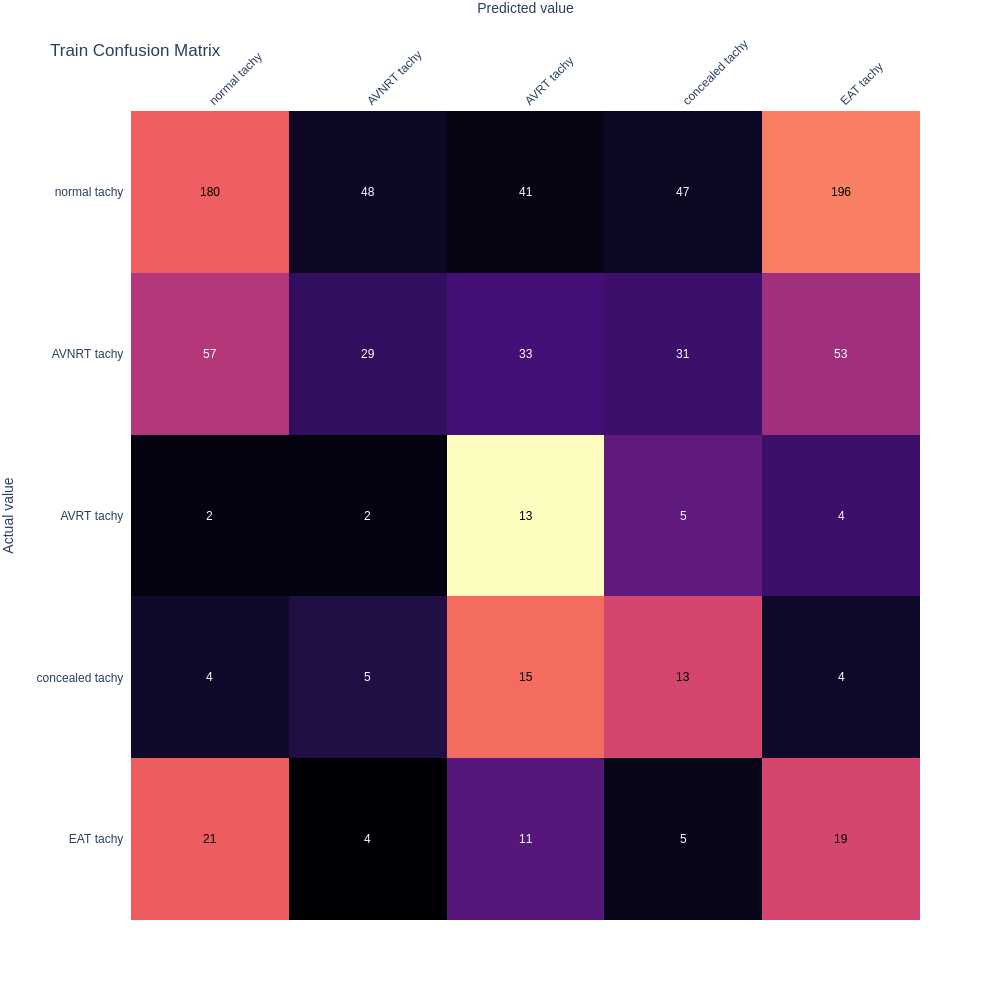 Predicted value
Train Confusion Matrix
normal tachy AVNRT tachy AVRT tachy concealed tachy EAT tachy
normal tachy 180 48 41 47 196
AVNRT tachy 57 29 33 31 53
Actual value
AVRT tachy 2 2 13 5 4
concealed tachy 4 5 15 13 4
EAT tachy 21 4 11 5 19